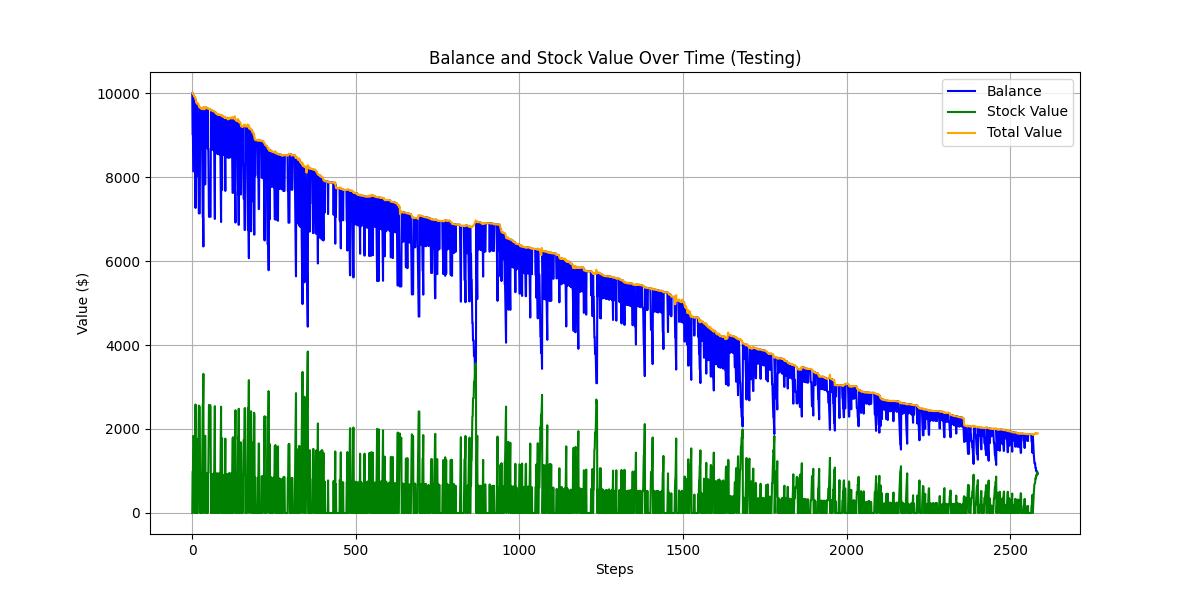 Balance and Stock Value Over Time (Testing)
Balance
Stock Value
Total Value
10000
8000
6000
4000
2000
0
Value ($)
0 500 1000 1500 2000 2500
Steps